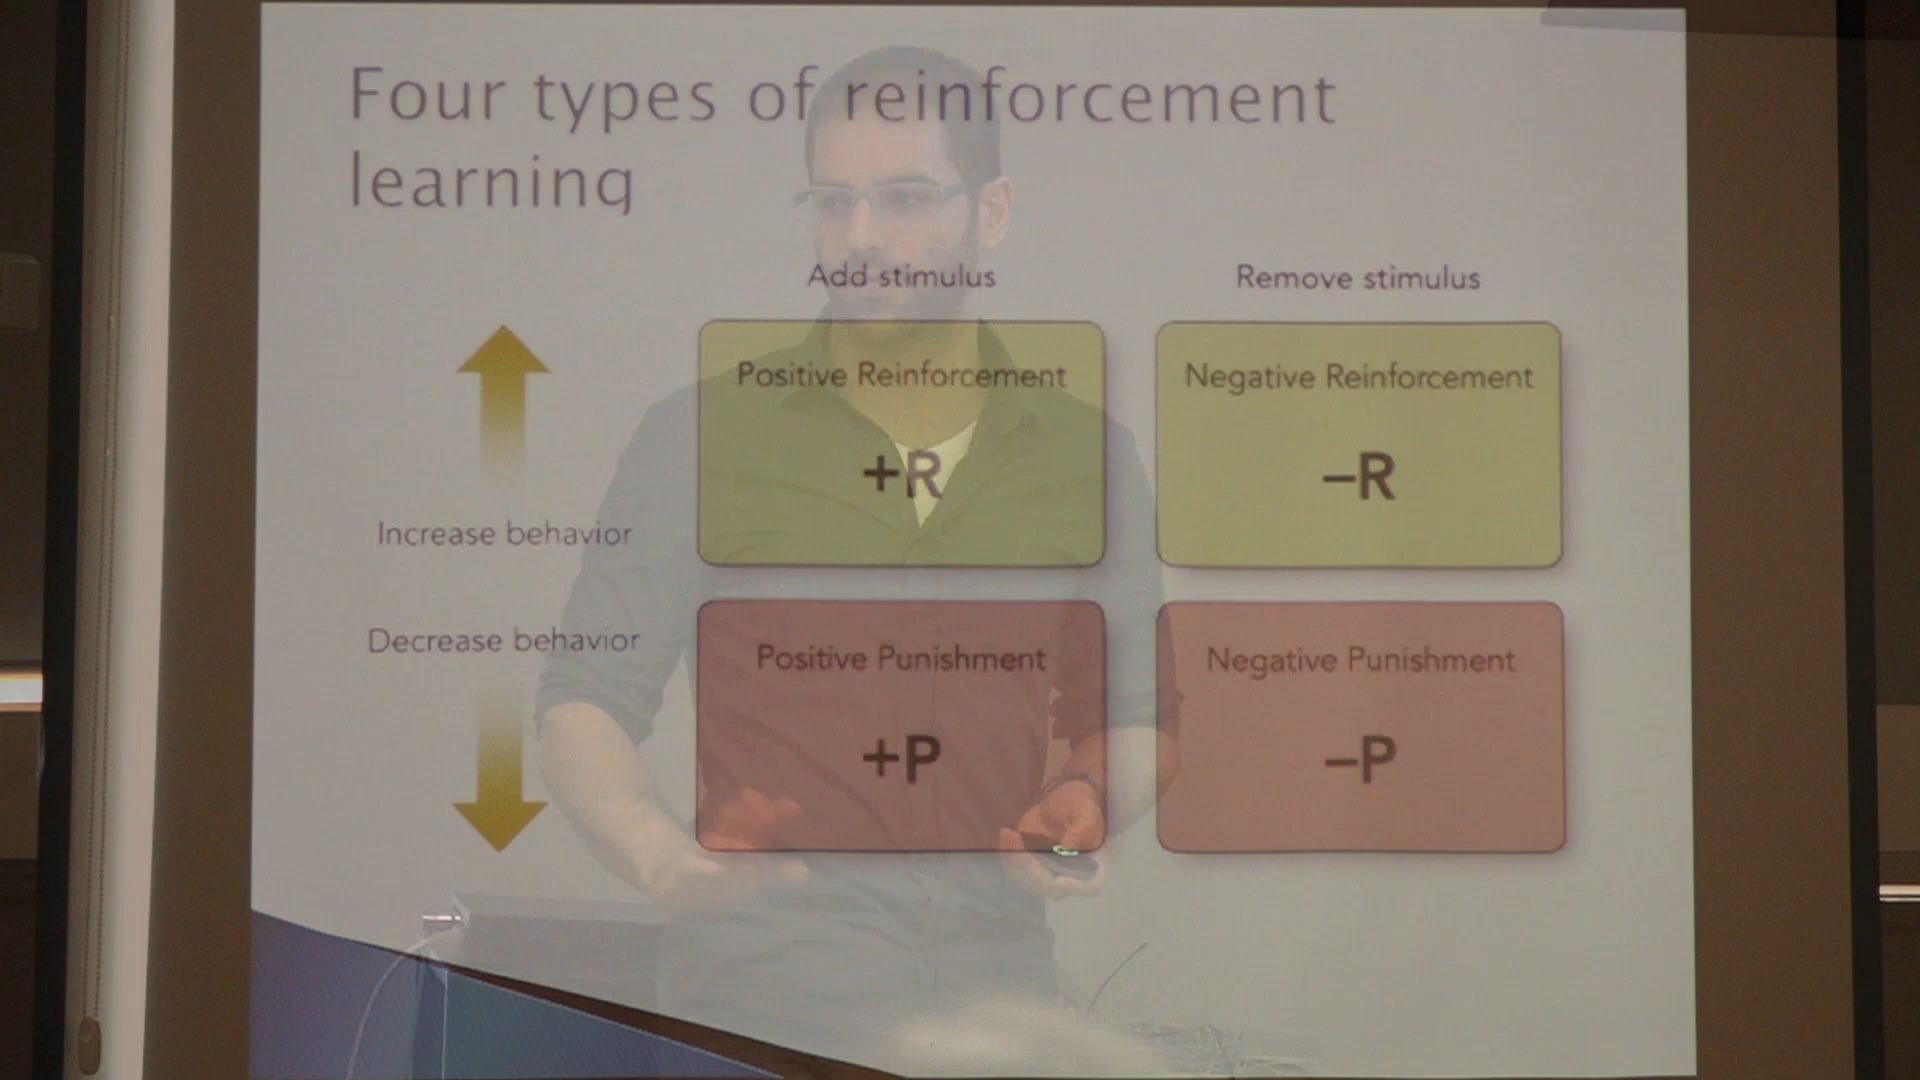 Four types of reinforcement
learning
Add stimulus
Remove stimulus
Positive Reinforcement
Negative Reinforcement
+R
–R
Increase behavior
Decrease behavior
Positive Punishment
Negative Punishment
+P
–P